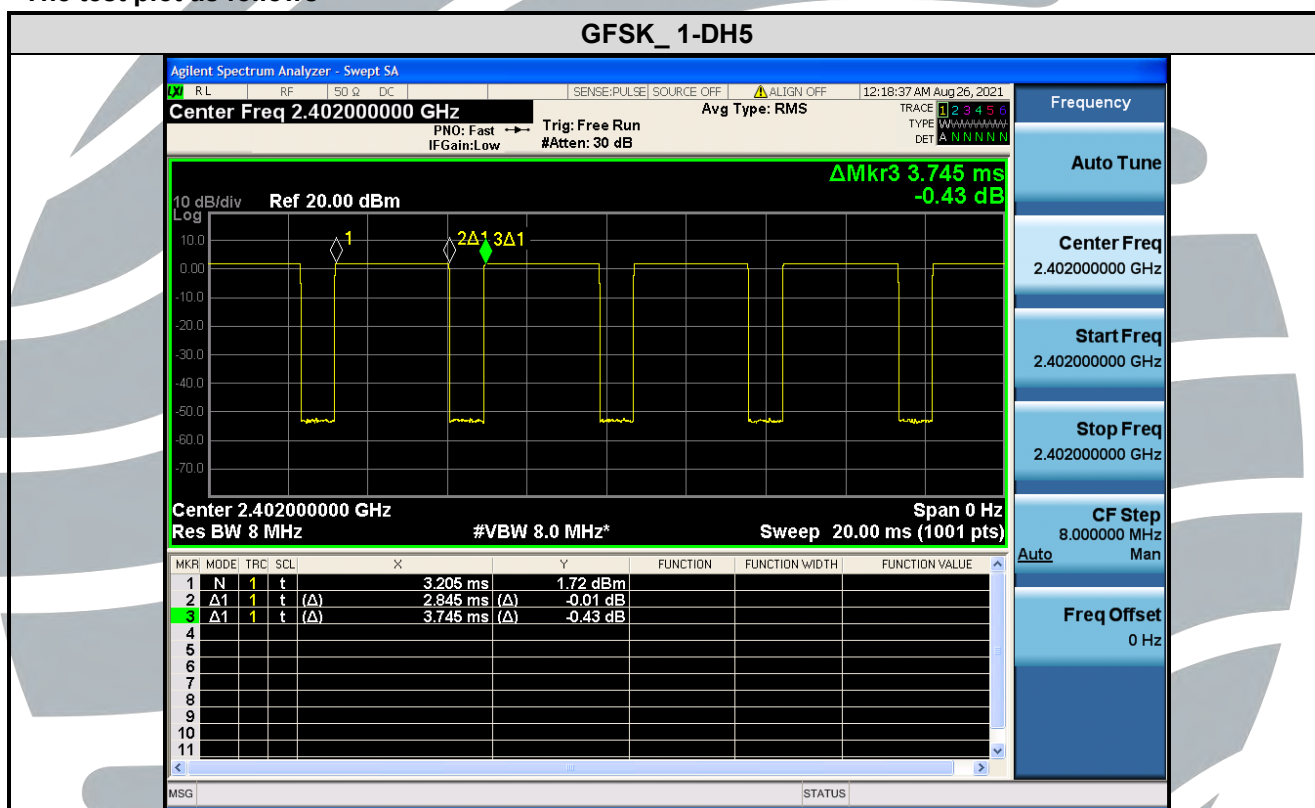 The test plot as follows
GFSK_ 1-DH5
Agilent Spectrum Analyzer - Swept SA
LXI RL RF 50 Ω DC SENSE:PULSE SOURCE OFF ALIGN OFF 12:18:37 AM Aug 26, 2021
Center Freq 2.402000000 GHz
PNO: Fast
IFGain:Low
Trig: Free Run
#Atten: 30 dB
Avg Type: RMS
TRACE 1 2 3 4 5 6
TYPE WWWWWW
DET A N N N N N
ΔMkr3 3.745 ms
-0.43 dB
10 dB/div
Log
Ref 20.00 dBm
10.0
0.00
-10.0
-20.0
-30.0
-40.0
-50.0
-60.0
-70.0
1
2Δ1
3Δ1
Center 2.402000000 GHz
Span 0 Hz
Res BW 8 MHz
#VBW 8.0 MHz*
Sweep 20.00 ms (1001 pts)
MKR MODE TRC SCL X Y FUNCTION FUNCTION WIDTH FUNCTION VALUE
1 N 1 t 3.205 ms 1.72 dBm
2 Δ1 1 t (Δ) 2.845 ms (Δ) -0.01 dB
3 Δ1 1 t (Δ) 3.745 ms (Δ) -0.43 dB
4
5
6
7
8
9
10
11
MSG
STATUS
Frequency
Auto Tune
Center Freq
2.402000000 GHz
Start Freq
2.402000000 GHz
Stop Freq
2.402000000 GHz
CF Step
8.000000 MHz
Auto Man
Freq Offset
0 Hz